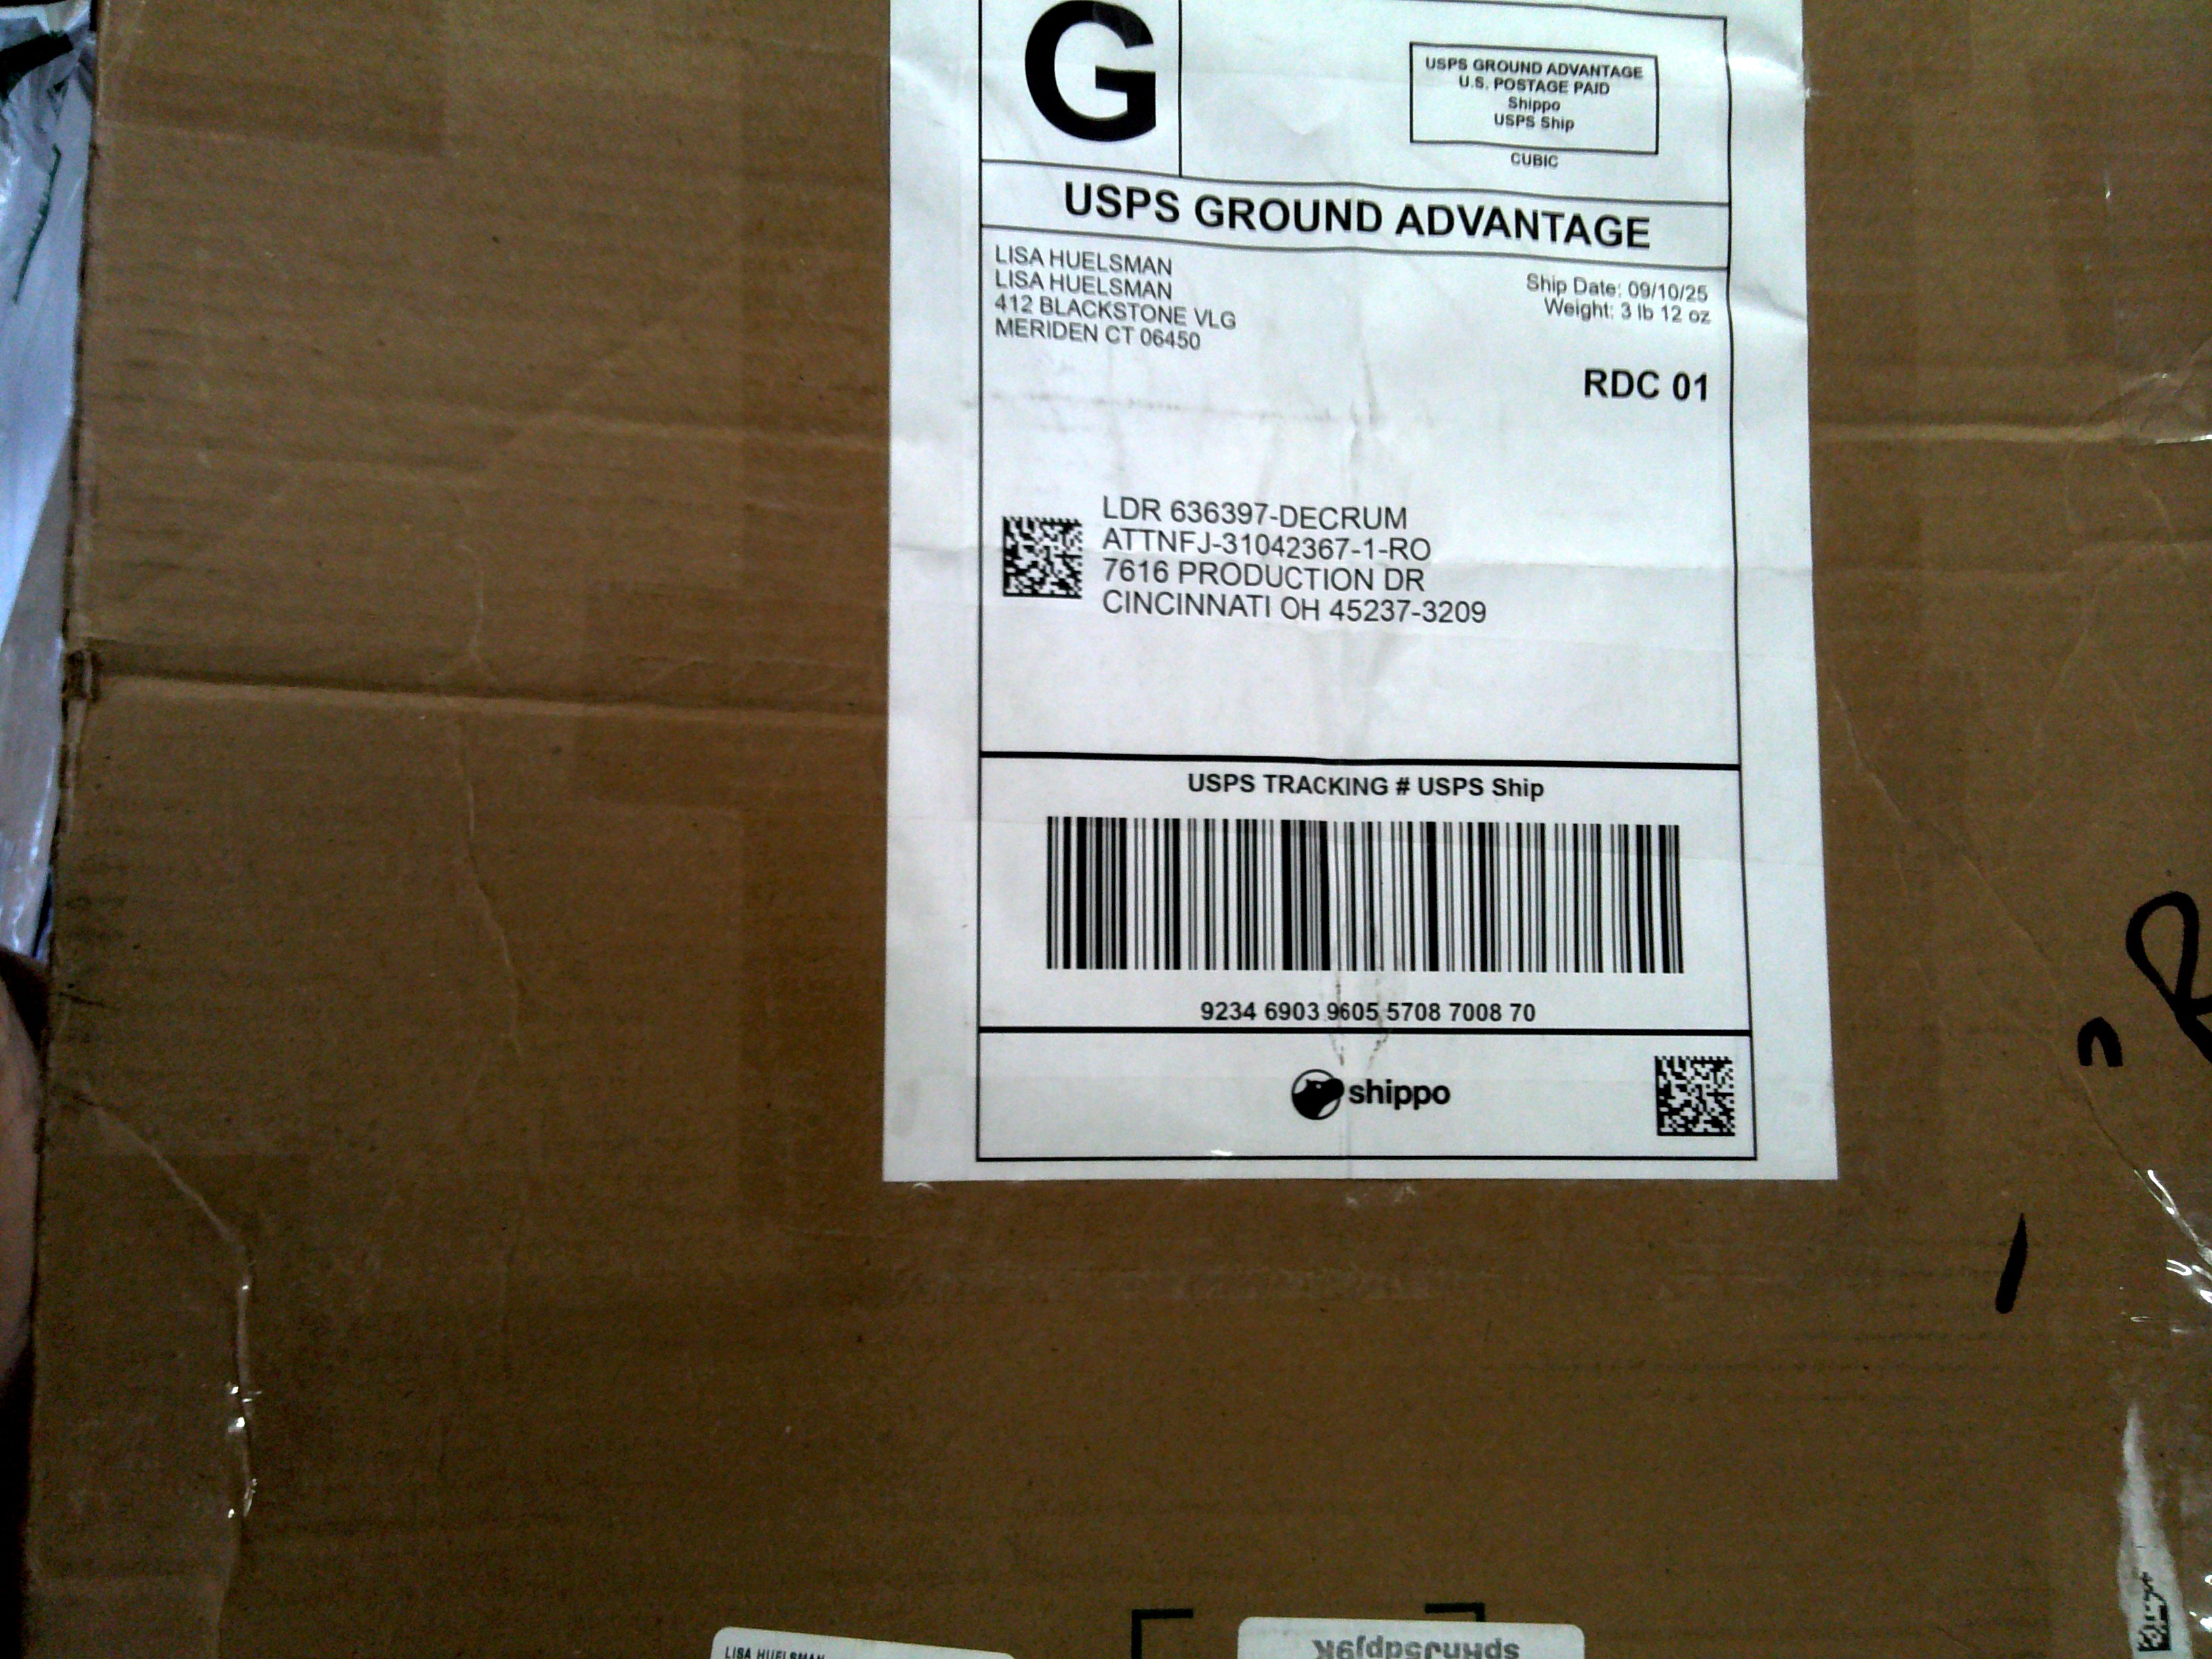 G
USPS GROUND ADVANTAGE
U.S. POSTAGE PAID
Shippo
USPS Ship
CUBIC
USPS GROUND ADVANTAGE
LISA HUELSMAN
LISA HUELSMAN
412 BLACKSTONE VLG
MERIDEN CT 06450
Ship Date: 09/10/25
Weight: 3 lb 12 oz
RDC 01
LDR 636397-DECRUM
ATTNFJ-31042367-1-RO
7616 PRODUCTION DR
CINCINNATI OH 45237-3209
USPS TRACKING # USPS Ship
9234 6903 9605 5708 7008 70
shippo
R
LISA HUELSMAN